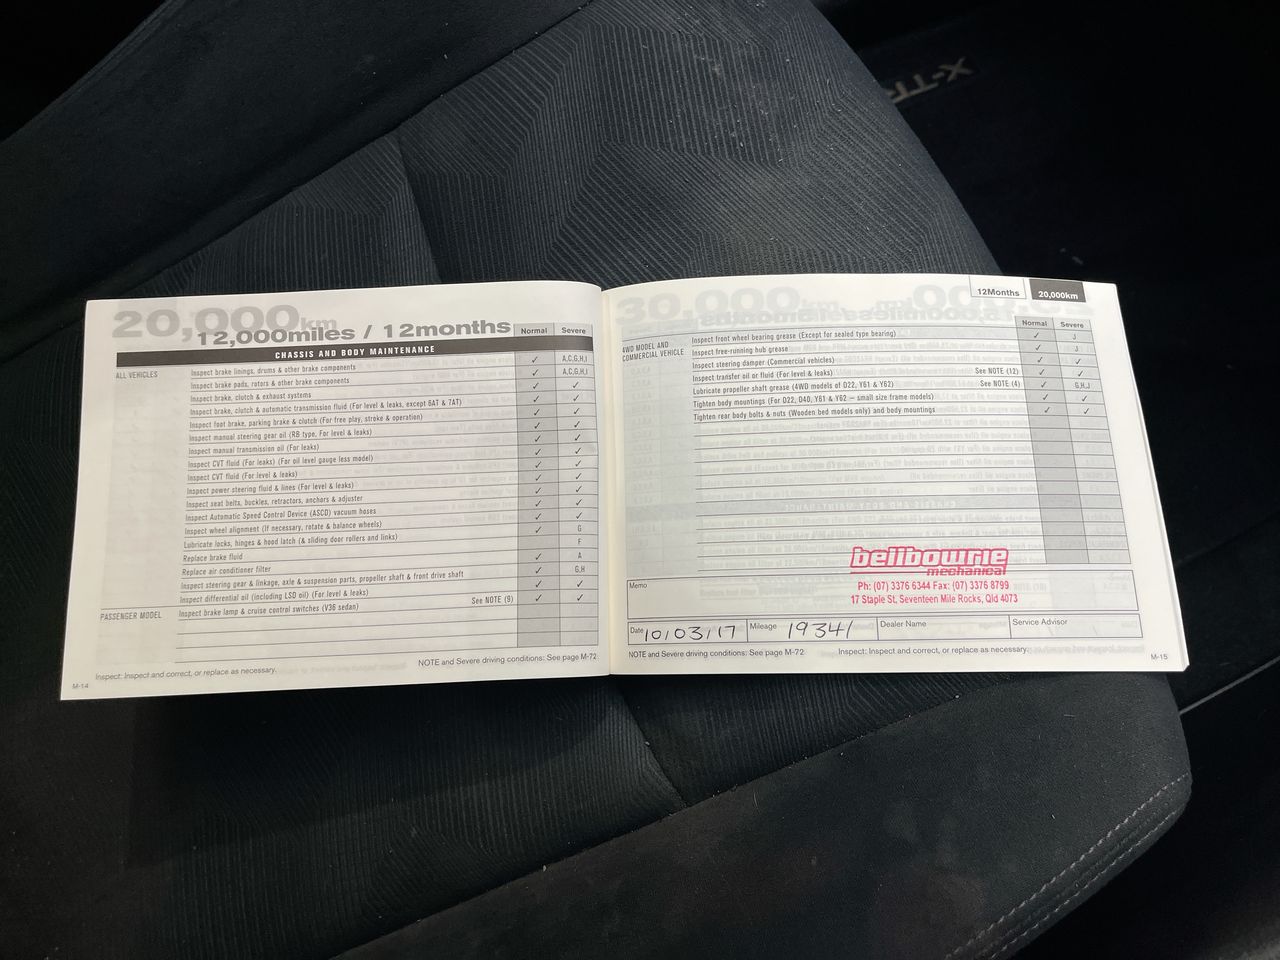 X-TR
20,000km
12,000miles / 12months
Normal
Severe
CHASSIS AND BODY MAINTENANCE
ALL VEHICLES
Inspect brake linings, drums & other brake components ✓ A,C,G,H,I
Inspect brake pads, rotors & other brake components ✓ A,C,G,H,I
Inspect brake, clutch & exhaust systems ✓ ✓
Inspect brake, clutch & automatic transmission fluid (For level & leaks, except 6AT & 7AT) ✓ ✓
Inspect foot brake, parking brake & clutch (For free play, stroke & operation) ✓ ✓
Inspect manual steering gear oil (RB type, For level & leaks) ✓ ✓
Inspect manual transmission oil (For leaks) ✓ ✓
Inspect CVT fluid (For leaks) (For oil level gauge less model) ✓ ✓
Inspect CVT fluid (For level & leaks) ✓ ✓
Inspect power steering fluid & lines (For level & leaks) ✓ ✓
Inspect seat belts, buckles, retractors, anchors & adjuster ✓ ✓
Inspect Automatic Speed Control Device (ASCD) vacuum hoses ✓ ✓
Inspect wheel alignment (If necessary, rotate & balance wheels) ✓ G
Lubricate locks, hinges & hood latch (& sliding door rollers and links) F
Replace brake fluid ✓ A
Replace air conditioner filter ✓ G,H
Inspect steering gear & linkage, axle & suspension parts, propeller shaft & front drive shaft ✓ ✓
Inspect differential oil (including LSD oil) (For level & leaks) See NOTE (9) ✓ ✓
PASSENGER MODEL
Inspect brake lamp & cruise control switches (V36 sedan)
Inspect: Inspect and correct, or replace as necessary.
NOTE and Severe driving conditions: See page M-72
M-14
12Months
20,000km
Normal
Severe
4WD MODEL AND
COMMERCIAL VEHICLE
Inspect front wheel bearing grease (Except for sealed type bearing) ✓ J
Inspect free-running hub grease ✓ J
Inspect steering damper (Commercial vehicles) ✓ ✓
Inspect transfer oil or fluid (For level & leaks) See NOTE (12) ✓ ✓
Lubricate propeller shaft grease (4WD models of D22, Y61 & Y62) See NOTE (4) ✓ G,H,J
Tighten body mountings (For D22, D40, Y61 & Y62 – small size frame models) ✓ ✓
Tighten rear body bolts & nuts (Wooden bed models only) and body mountings ✓ ✓
bellbowrie
mechanical
Ph: (07) 3376 6344 Fax: (07) 3376 8799
17 Staple St, Seventeen Mile Rocks, Qld 4073
Memo
Date 10/03/17 Mileage 19341 Dealer Name Service Advisor
NOTE and Severe driving conditions: See page M-72
Inspect: Inspect and correct, or replace as necessary.
M-15